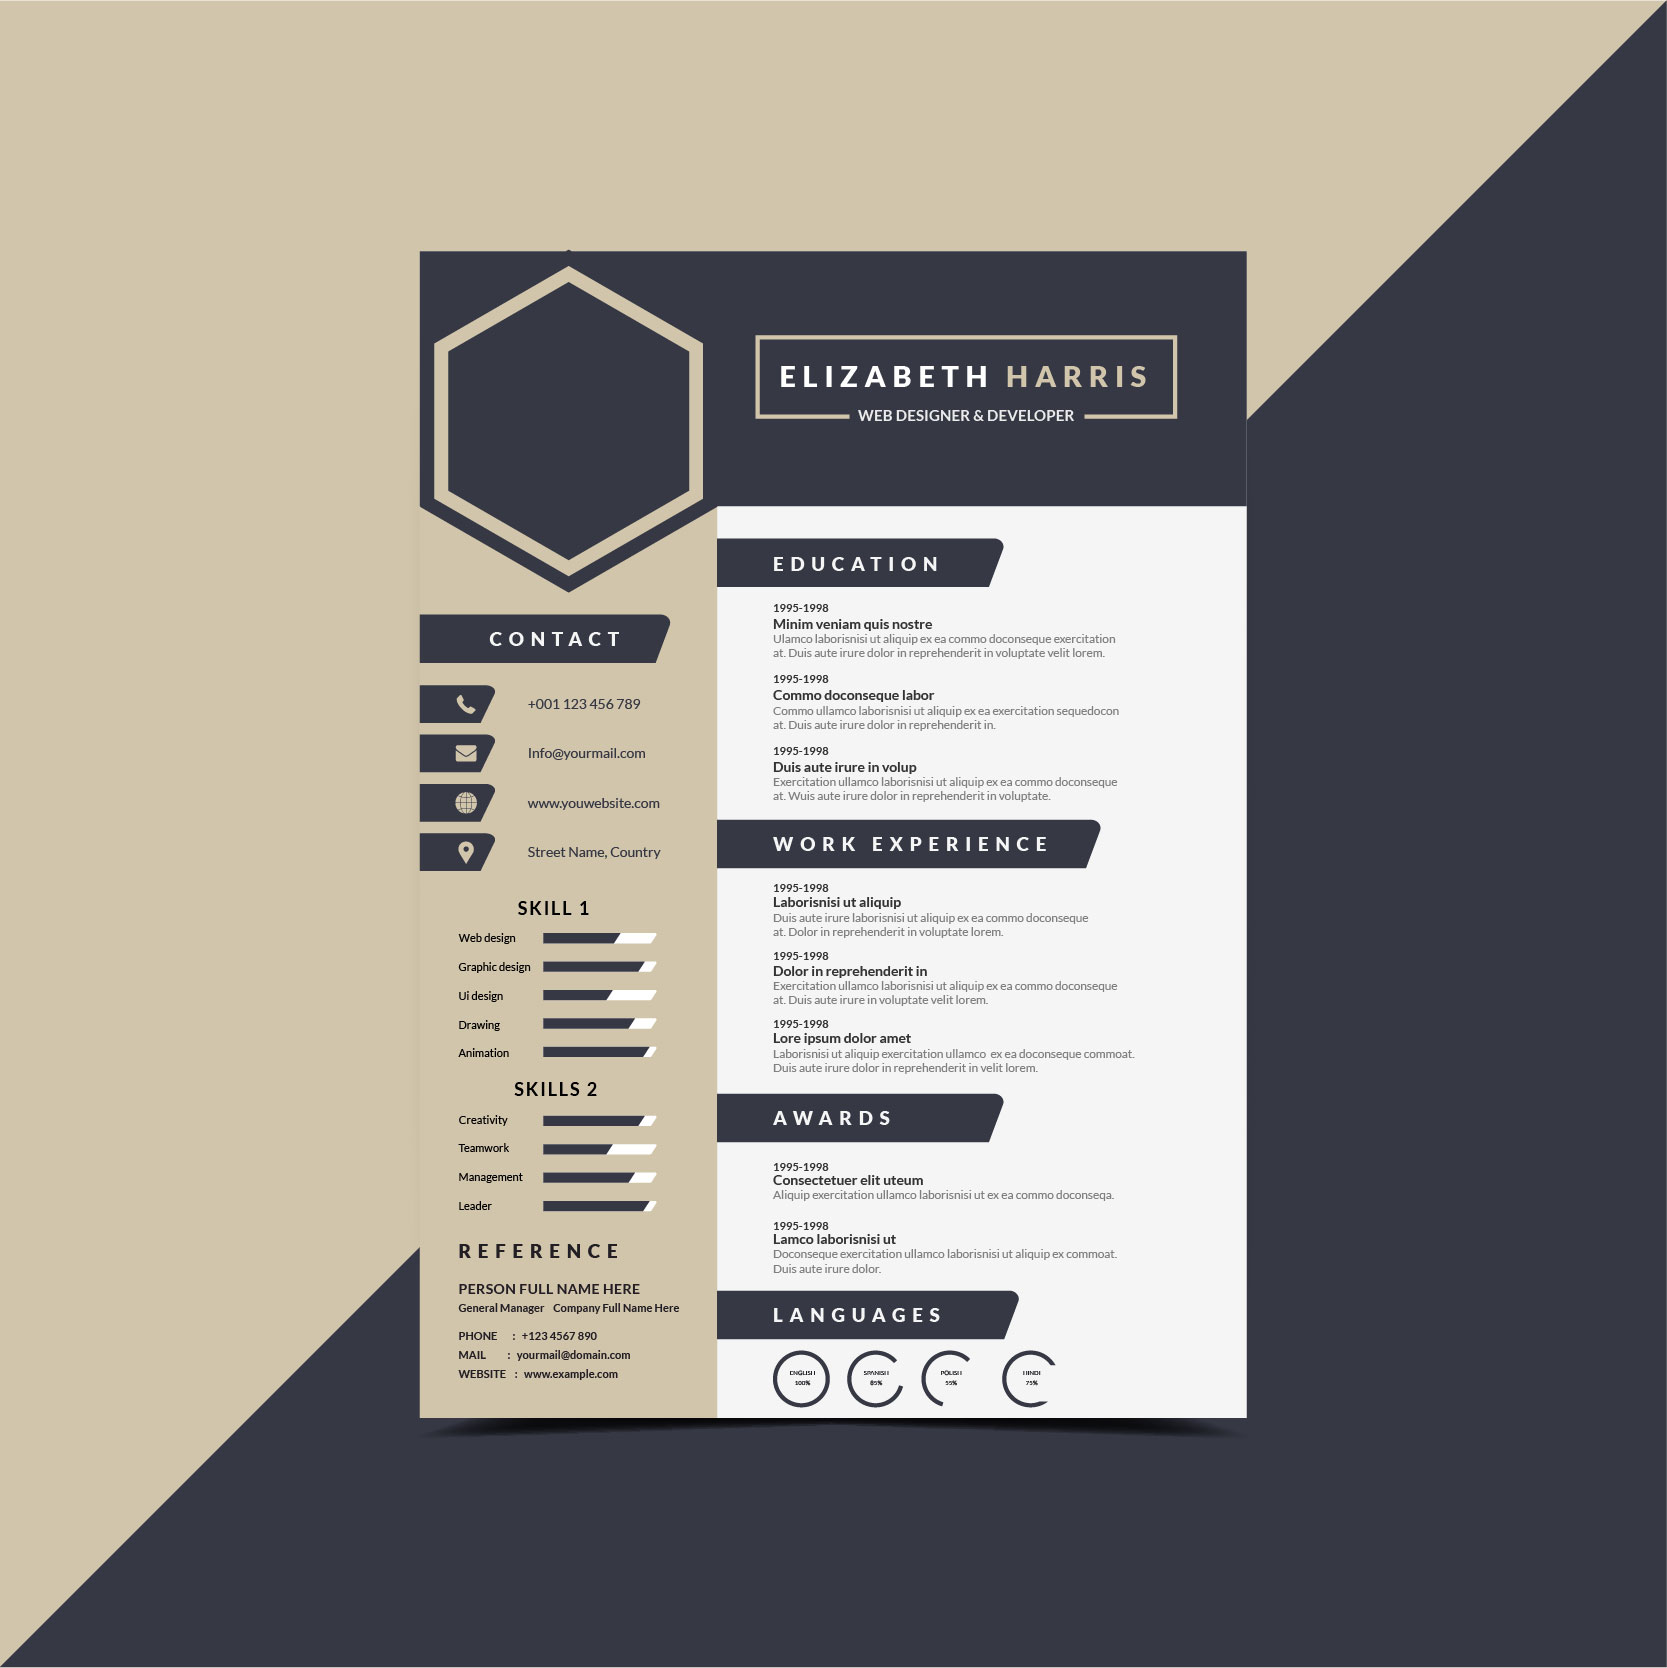 ELIZABETH HARRIS
WEB DESIGNER & DEVELOPER
CONTACT
+001 123 456 789
Info@yourmail.com
www.youwebsite.com
Street Name, Country
SKILL 1
Web design
Graphic design
Ui design
Drawing
Animation
SKILLS 2
Creativity
Teamwork
Management
Leader
REFERENCE
PERSON FULL NAME HERE
General Manager Company Full Name Here
PHONE : +123 4567 890
MAIL : yourmail@domain.com
WEBSITE : www.example.com
EDUCATION
1995-1998
Minim veniam quis nostre
Ulamco laborisnisi ut aliquip ex ea commo doconseque exercitation
at. Duis aute irure dolor in reprehenderit in voluptate velit lorem.
1995-1998
Commo doconseque labor
Commo ullamco laborisnisi ut aliquip ex ea exercitation sequedocon
at. Duis aute irure dolor in reprehenderit in.
1995-1998
Duis aute irure in volup
Exercitation ullamco laborisnisi ut aliquip ex ea commo doconseque
at. Wuis aute irure dolor in reprehenderit in voluptate.
WORK EXPERIENCE
1995-1998
Laborisnisi ut aliquip
Duis aute irure laborisnisi ut aliquip ex ea commo doconseque
at. Dolor in reprehenderit in voluptate lorem.
1995-1998
Dolor in reprehenderit in
Exercitation ullamco laborisnisi ut aliquip ex ea commo doconseque
at. Duis aute irure in voluptate velit lorem.
1995-1998
Lore ipsum dolor amet
Laborisnisi ut aliquip exercitation ullamco ex ea doconseque commoat.
Duis aute irure dolor in reprehenderit in velit lorem.
AWARDS
1995-1998
Consectetuer elit uteum
Aliquip exercitation ullamco laborisnisi ut ex ea commo doconseqa.
1995-1998
Lamco laborisnisi ut
Doconseque exercitation ullamco laborisnisi ut aliquip ex commoat.
Duis aute irure dolor.
LANGUAGES
ENGLISH
100%
SPANISH
85%
POLISH
55%
HINDI
75%